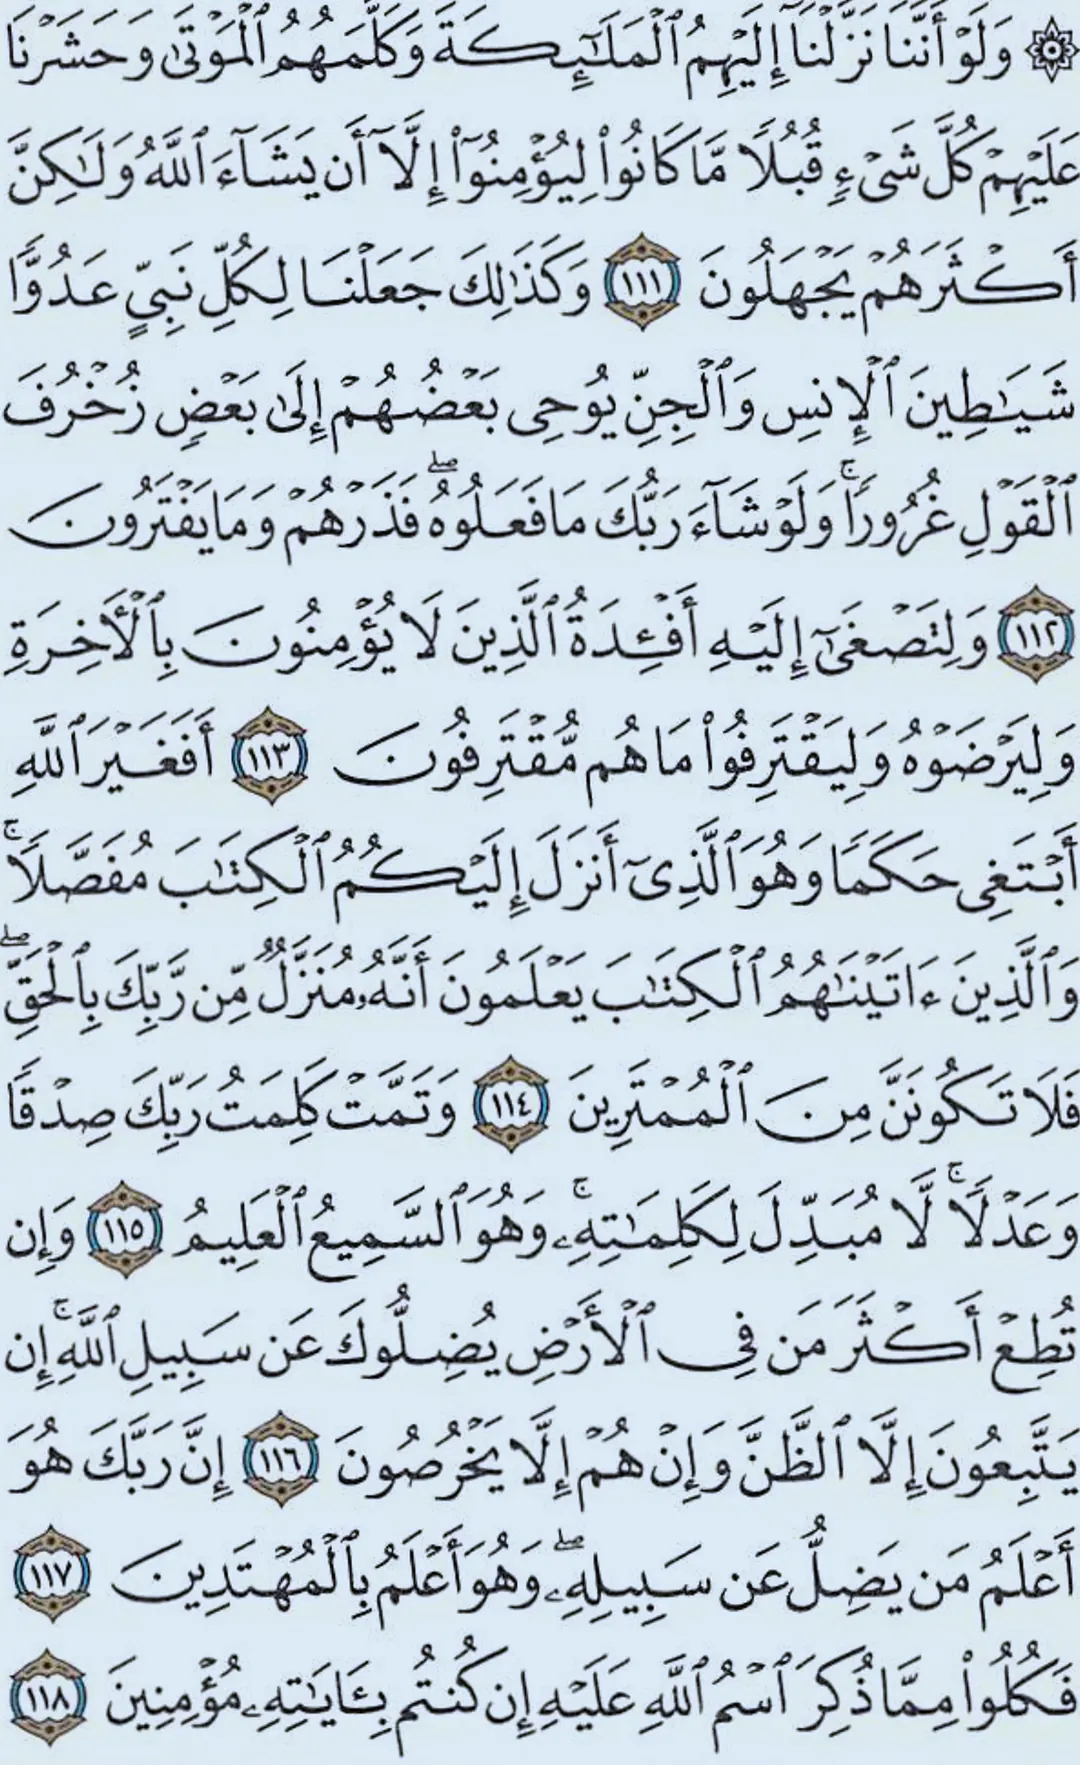 ۞ وَلَوْ أَنَّنَا نَزَّلْنَآ إِلَيْهِمُ ٱلْمَلَـٰٓئِكَةَ وَكَلَّمَهُمُ ٱلْمَوْتَىٰ وَحَشَرْنَا
عَلَيْهِمْ كُلَّ شَىْءٍ قُبُلًا مَّا كَانُوا۟ لِيُؤْمِنُوٓا۟ إِلَّآ أَن يَشَآءَ ٱللَّهُ وَلَـٰكِنَّ
أَكْثَرَهُمْ يَجْهَلُونَ ١١١ وَكَذَٰلِكَ جَعَلْنَا لِكُلِّ نَبِىٍّ عَدُوًّا
شَيَـٰطِينَ ٱلْإِنسِ وَٱلْجِنِّ يُوحِى بَعْضُهُمْ إِلَىٰ بَعْضٍ زُخْرُفَ
ٱلْقَوْلِ غُرُورًا ۚ وَلَوْ شَآءَ رَبُّكَ مَا فَعَلُوهُ ۖ فَذَرْهُمْ وَمَا يَفْتَرُونَ
١١٢ وَلِتَصْغَىٰٓ إِلَيْهِ أَفْـِٔدَةُ ٱلَّذِينَ لَا يُؤْمِنُونَ بِٱلْـَٔاخِرَةِ
وَلِيَرْضَوْهُ وَلِيَقْتَرِفُوا۟ مَا هُم مُّقْتَرِفُونَ ١١٣ أَفَغَيْرَ ٱللَّهِ
أَبْتَغِى حَكَمًا وَهُوَ ٱلَّذِىٓ أَنزَلَ إِلَيْكُمُ ٱلْكِتَـٰبَ مُفَصَّلًا ۚ
وَٱلَّذِينَ ءَاتَيْنَـٰهُمُ ٱلْكِتَـٰبَ يَعْلَمُونَ أَنَّهُۥ مُنَزَّلٌ مِّن رَّبِّكَ بِٱلْحَقِّ ۖ
فَلَا تَكُونَنَّ مِنَ ٱلْمُمْتَرِينَ ١١٤ وَتَمَّتْ كَلِمَتُ رَبِّكَ صِدْقًا
وَعَدْلًا ۚ لَّا مُبَدِّلَ لِكَلِمَـٰتِهِۦ ۚ وَهُوَ ٱلسَّمِيعُ ٱلْعَلِيمُ ١١٥ وَإِن
تُطِعْ أَكْثَرَ مَن فِى ٱلْأَرْضِ يُضِلُّوكَ عَن سَبِيلِ ٱللَّهِ ۚ إِن
يَتَّبِعُونَ إِلَّا ٱلظَّنَّ وَإِنْ هُمْ إِلَّا يَخْرُصُونَ ١١٦ إِنَّ رَبَّكَ هُوَ
أَعْلَمُ مَن يَضِلُّ عَن سَبِيلِهِۦ ۖ وَهُوَ أَعْلَمُ بِٱلْمُهْتَدِينَ ١١٧
فَكُلُوا۟ مِمَّا ذُكِرَ ٱسْمُ ٱللَّهِ عَلَيْهِ إِن كُنتُم بِـَٔايَـٰتِهِۦ مُؤْمِنِينَ ١١٨